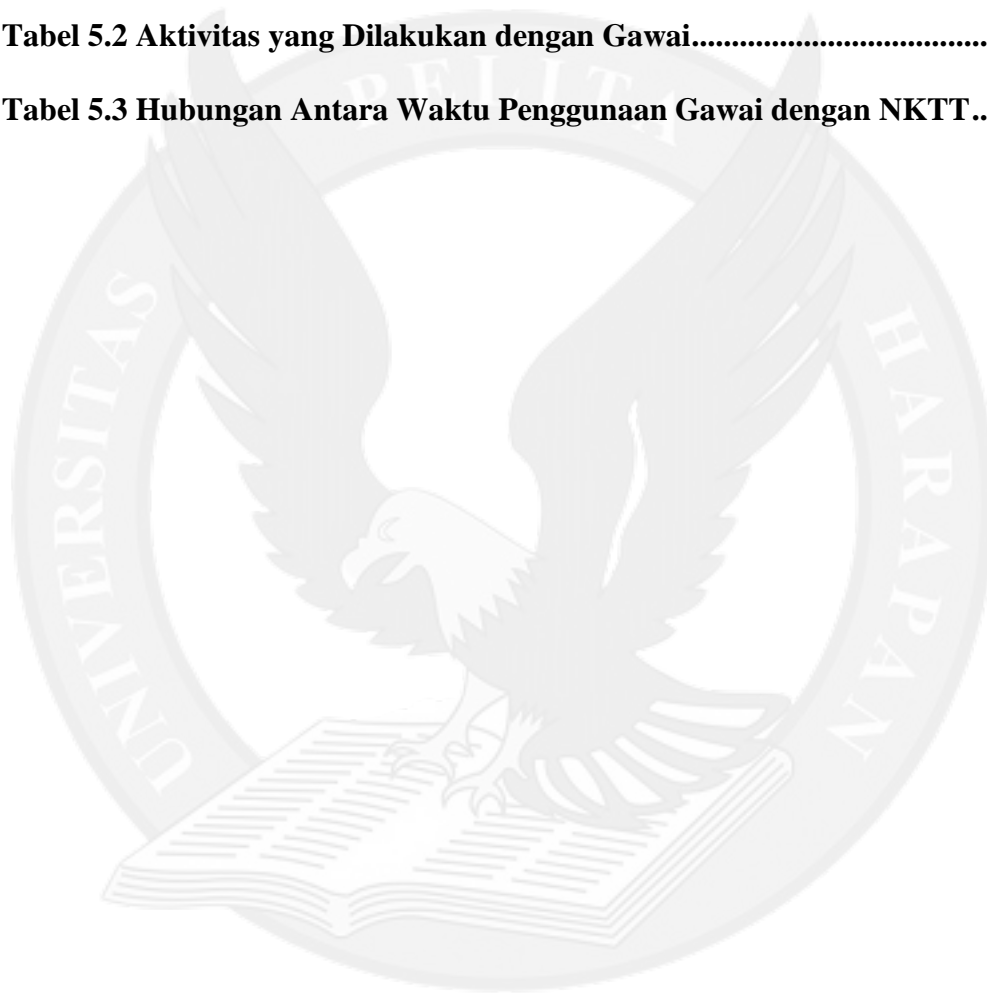 Tabel 5.2 Aktivitas yang Dilakukan dengan Gawai.....................................
Tabel 5.3 Hubungan Antara Waktu Penggunaan Gawai dengan NKTT..
UNIVERSITAS PELITA HARAPAN